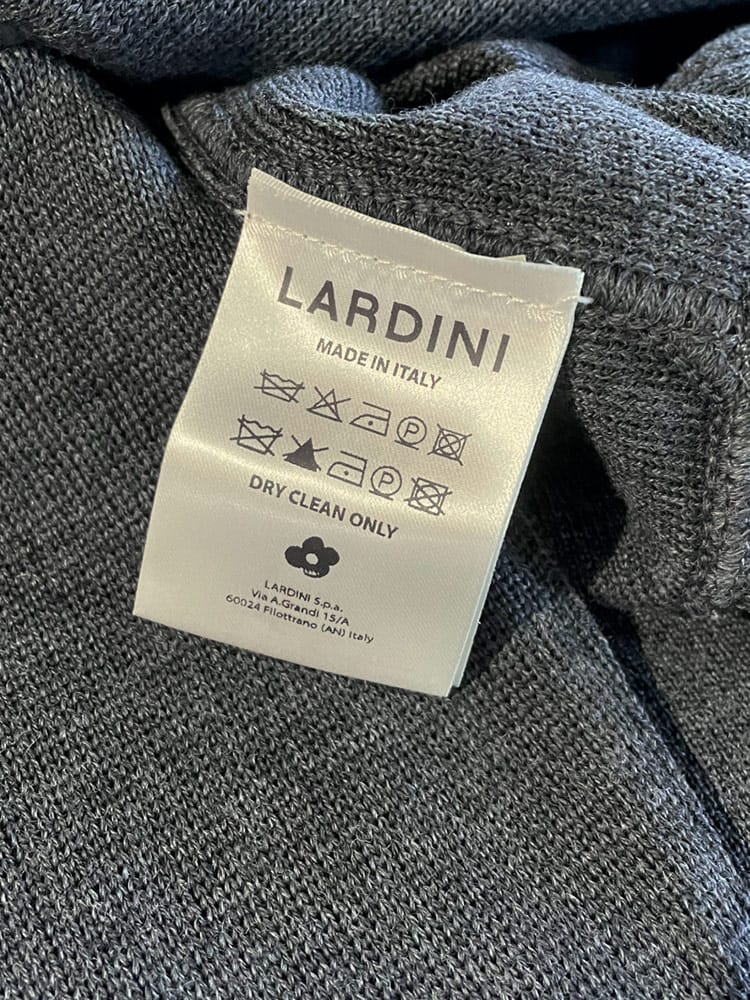 LARDINI
MADE IN ITALY
P
P
DRY CLEAN ONLY
LARDINI S.p.a.
Via A.Grandi 15/A
60024 Filottrano (AN) Italy